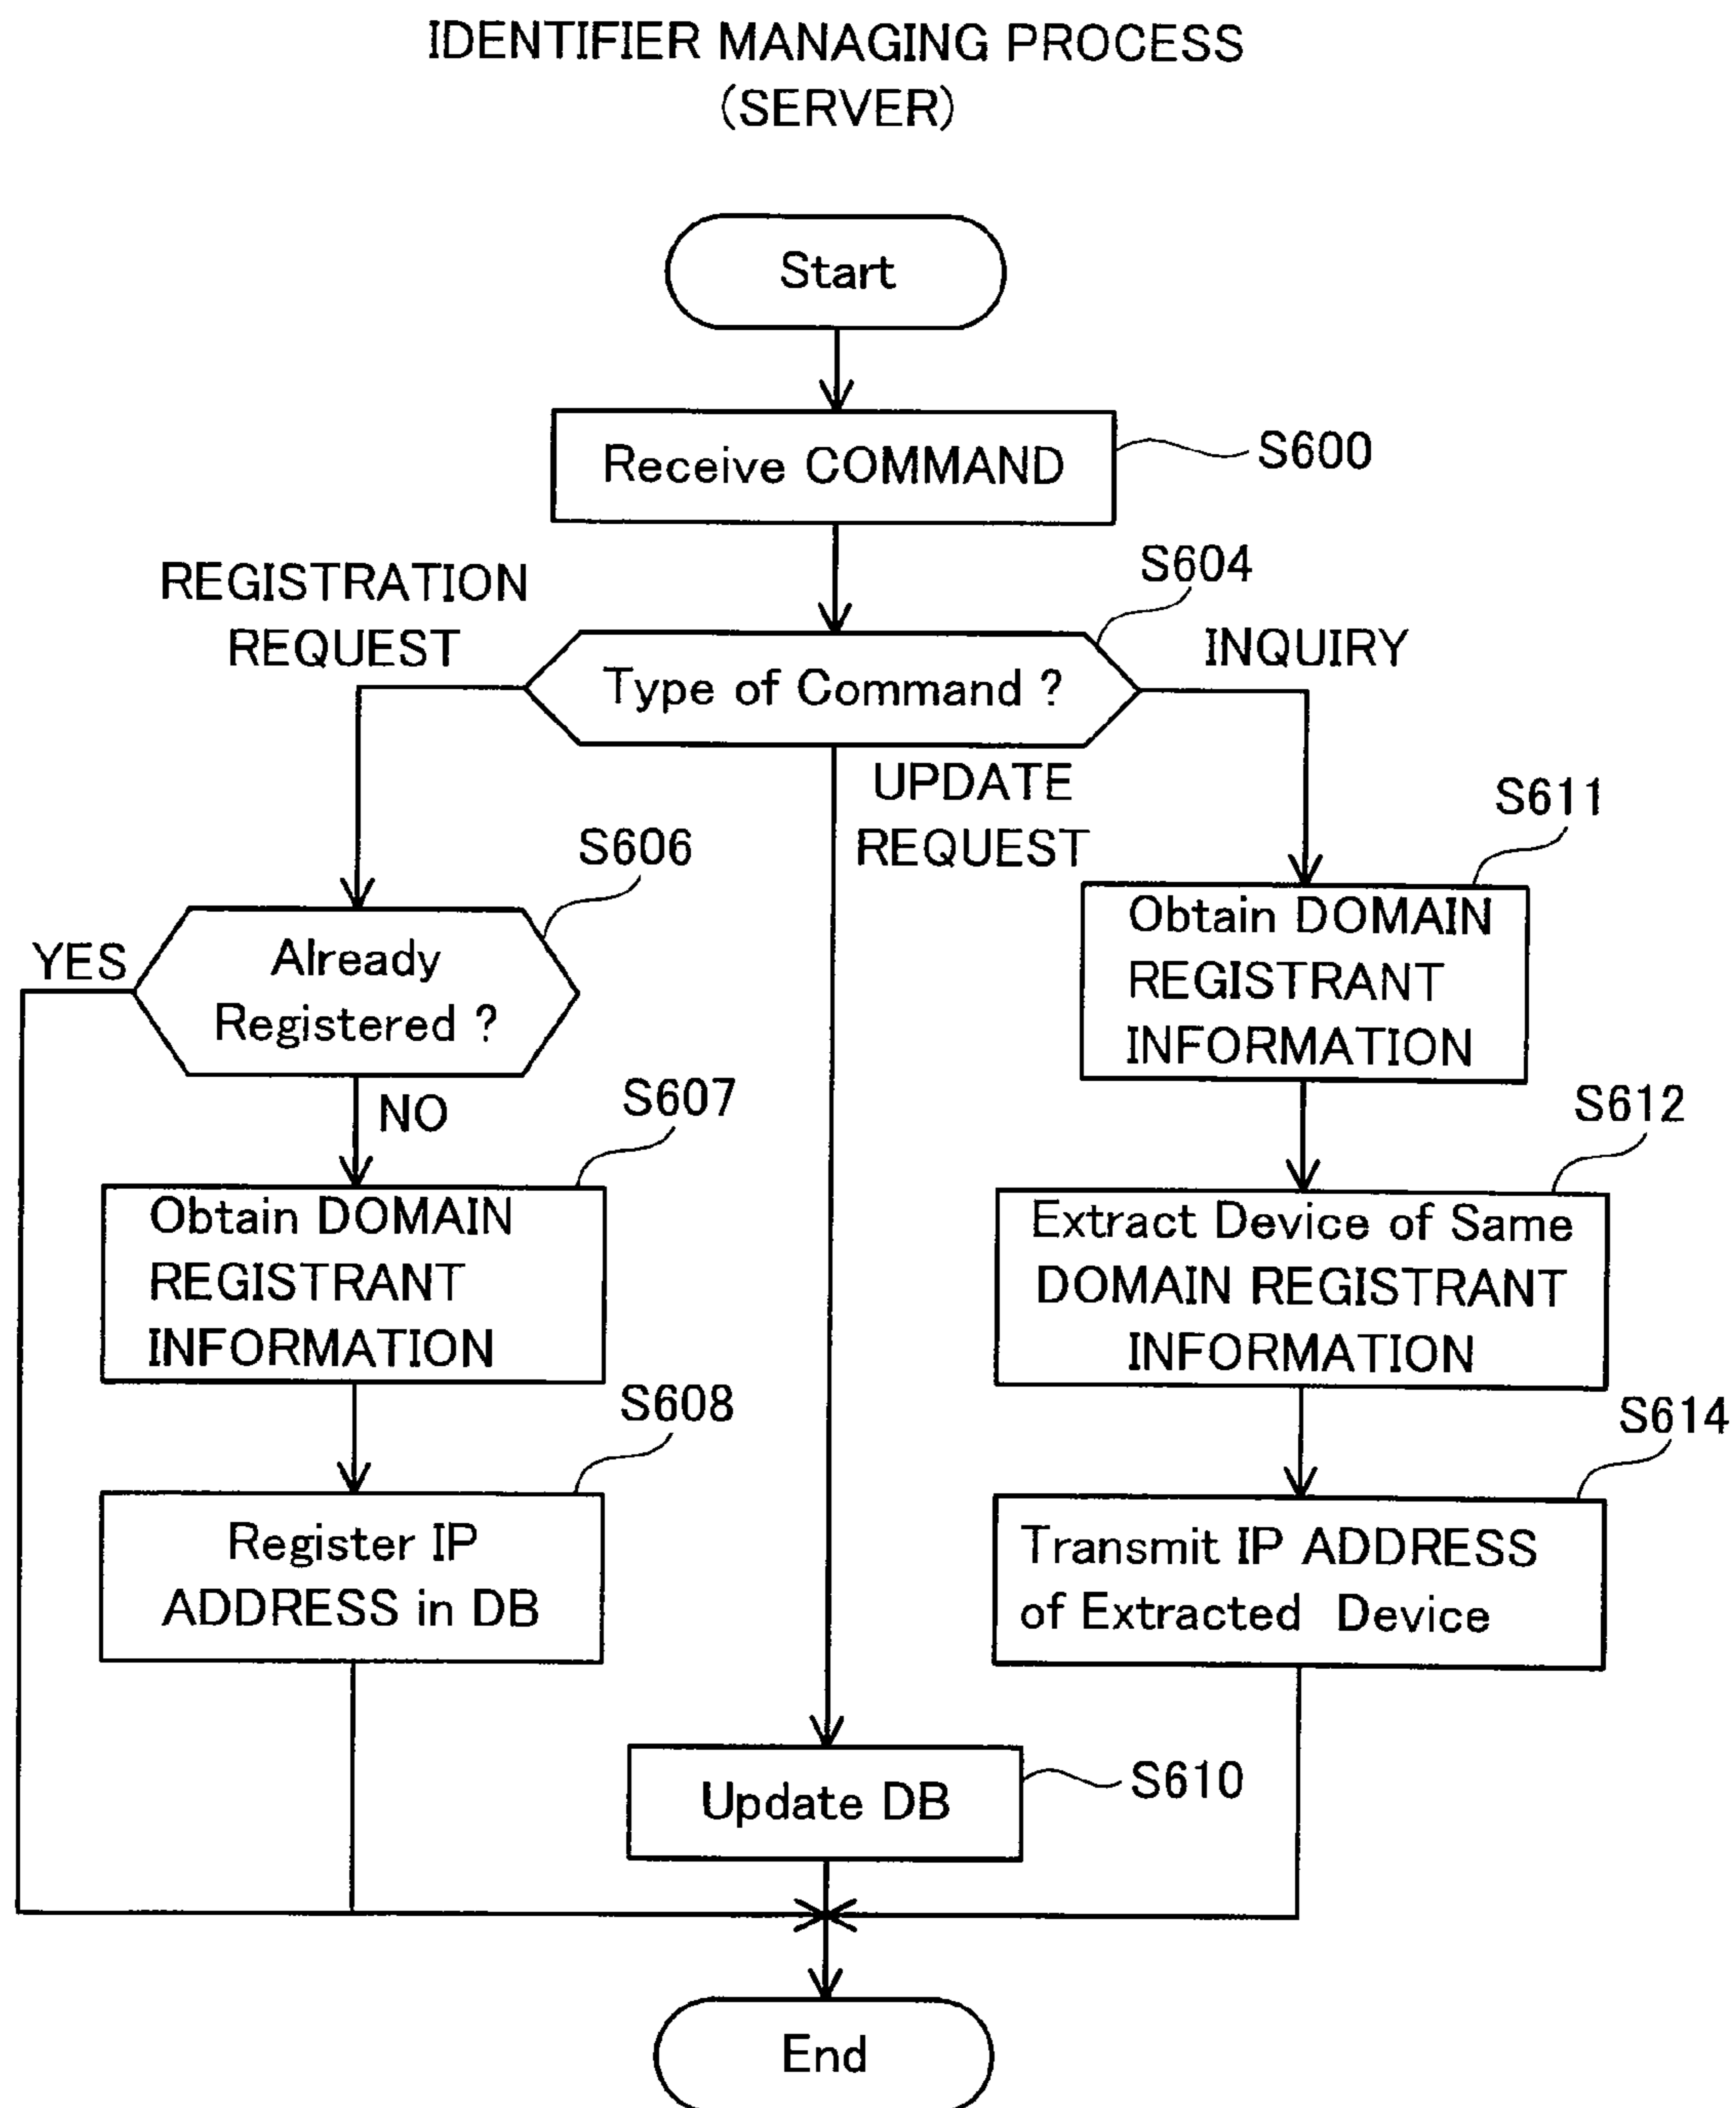 IDENTIFIER MANAGING PROCESS
(SERVER)
Start
Receive COMMAND
S600
S604
REGISTRATION
REQUEST
Type of Command ?
INQUIRY
UPDATE
REQUEST
S606
Already
Registered ?
YES
NO
S607
Obtain DOMAIN
REGISTRANT
INFORMATION
S608
Register IP
ADDRESS in DB
S611
Obtain DOMAIN
REGISTRANT
INFORMATION
S612
Extract Device of Same
DOMAIN REGISTRANT
INFORMATION
S614
Transmit IP ADDRESS
of Extracted Device
Update DB
S610
End